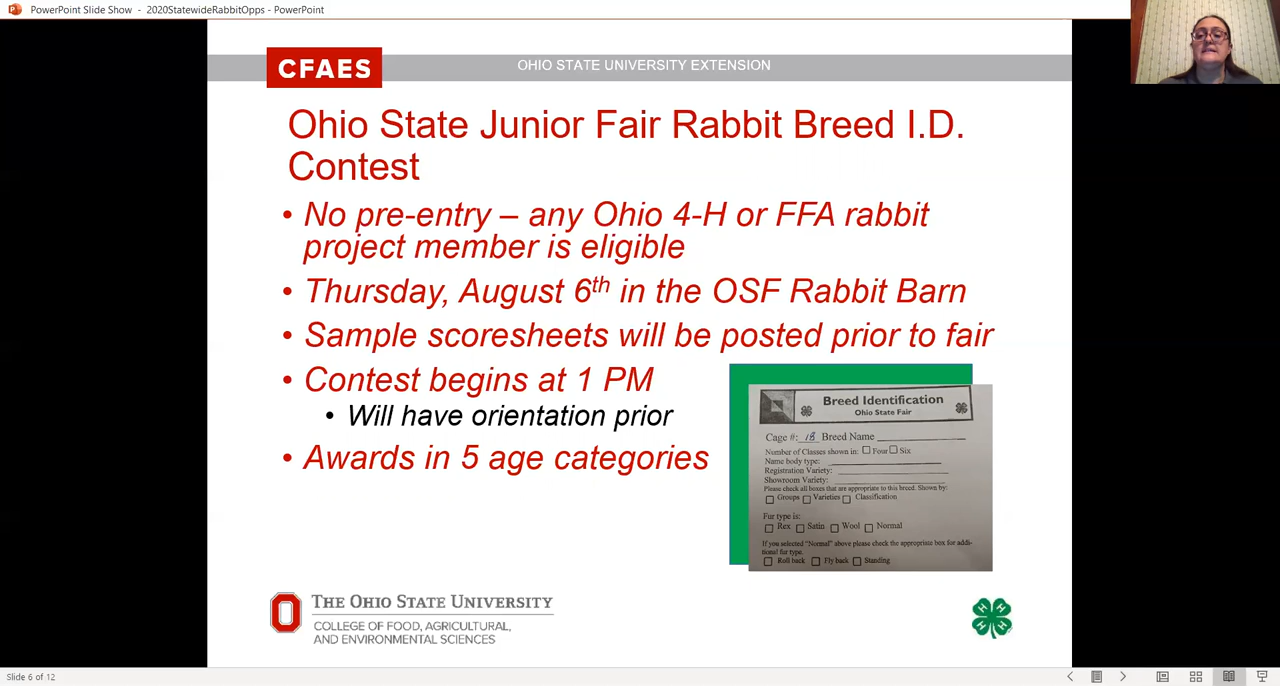 PowerPoint Slide Show - 2020StatewideRabbitOpps - PowerPoint
CFAES
OHIO STATE UNIVERSITY EXTENSION
Ohio State Junior Fair Rabbit Breed I.D.
Contest
• No pre-entry – any Ohio 4-H or FFA rabbit
project member is eligible
• Thursday, August 6th in the OSF Rabbit Barn
• Sample scoresheets will be posted prior to fair
• Contest begins at 1 PM
• Will have orientation prior
• Awards in 5 age categories
Breed Identification
Ohio State Fair
Cage #: 18 Breed Name
Number of Classes shown in: Four Six
Name body type:
Registration Variety:
Showroom Variety:
Please check all boxes that are appropriate to this breed. Shown by:
Groups Varieties Classification
Fur type is:
Rex Satin Wool Normal
If you selected "Normal" above please check the appropriate box for addi-
tional fur type.
Roll back Fly back Standing
THE OHIO STATE UNIVERSITY
COLLEGE OF FOOD, AGRICULTURAL,
AND ENVIRONMENTAL SCIENCES
H H H H
Slide 6 of 12